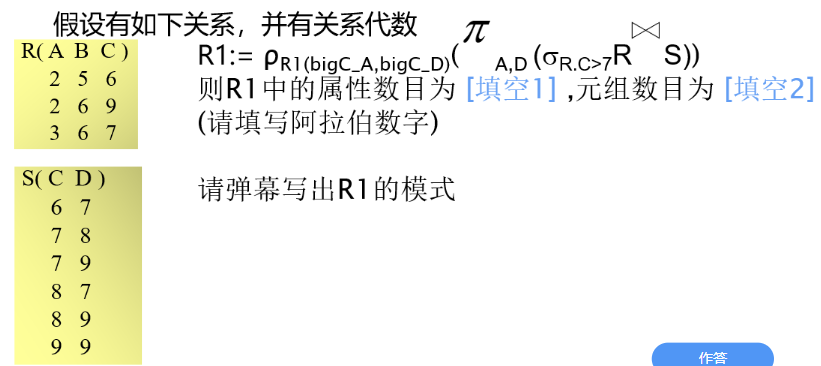 假设有如下关系，并有关系代数
R( A B C )
2 5 6
2 6 9
3 6 7
S( C D )
6 7
7 8
7 9
8 7
8 9
9 9
R1:= ρR1(bigC_A,bigC_D)(π A,D (σR.C>7R⋈S))
则R1中的属性数目为 [填空1] ,元组数目为 [填空2]
(请填写阿拉伯数字)
请弹幕写出R1的模式
作答